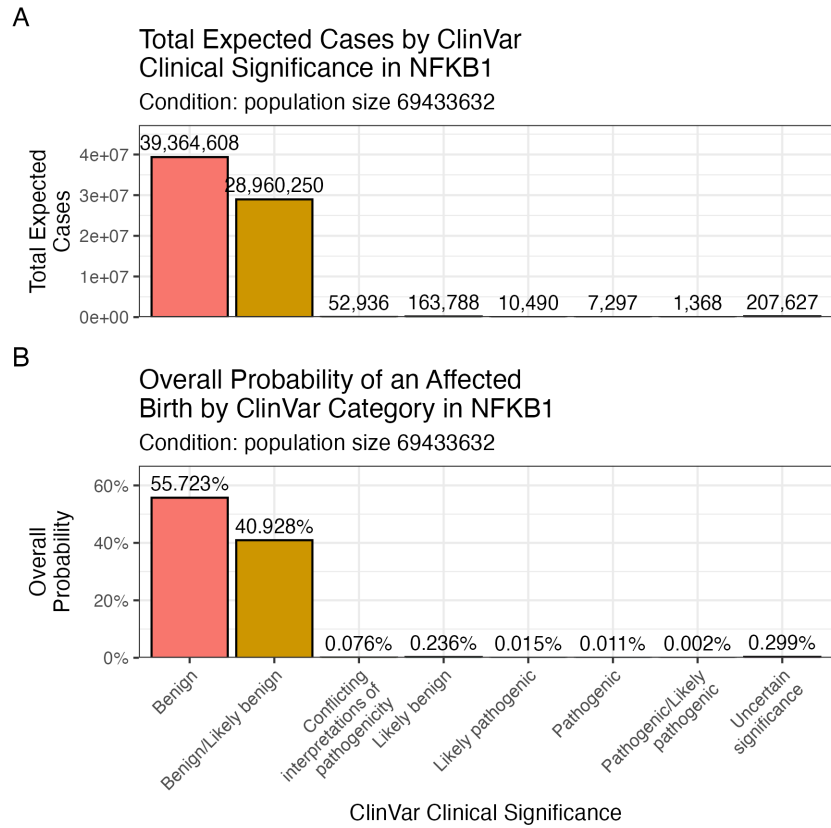 A
Total Expected Cases by ClinVar
Clinical Significance in NFKB1
Condition: population size 69433632
Total Expected
Cases
4e+07
3e+07
2e+07
1e+07
0e+00
39,364,608
28,960,250
52,936
163,788
10,490
7,297
1,368
207,627
B
Overall Probability of an Affected
Birth by ClinVar Category in NFKB1
Condition: population size 69433632
Overall
Probability
60%
40%
20%
0%
55.723%
40.928%
0.076%
0.236%
0.015%
0.011%
0.002%
0.299%
Benign
Benign/Likely benign
Conflicting
interpretations of
pathogenicity
Likely benign
Likely pathogenic
Pathogenic
Pathogenic/Likely
pathogenic
Uncertain
significance
ClinVar Clinical Significance